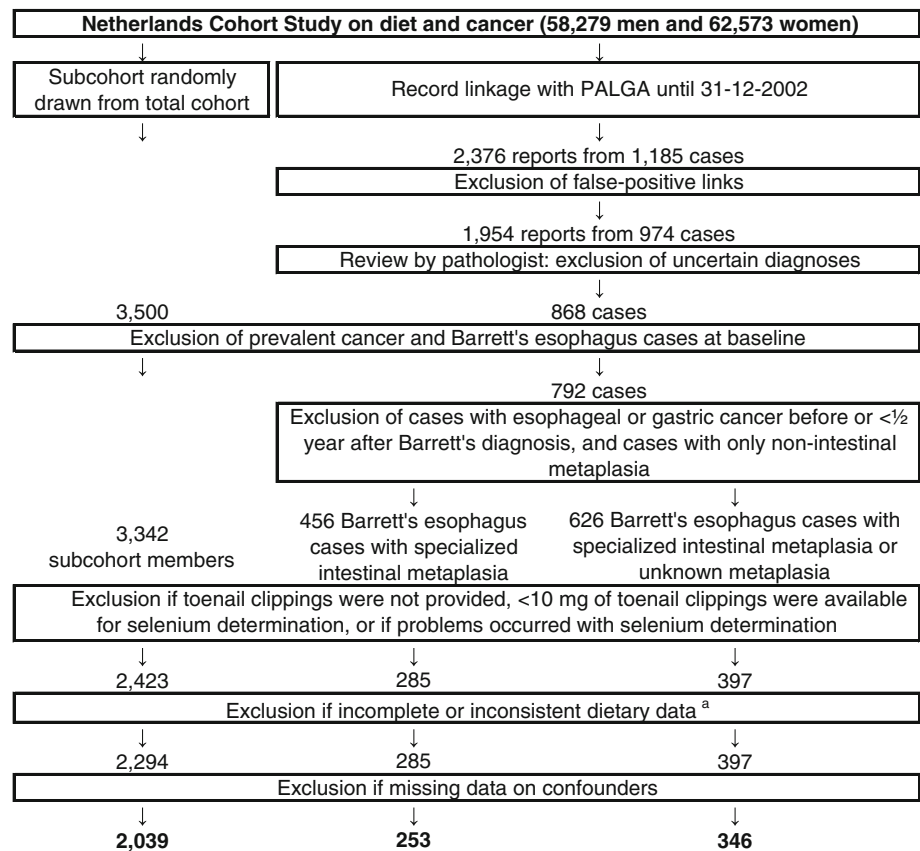 Netherlands Cohort Study on diet and cancer (58,279 men and 62,573 women)
↓ ↓
Subcohort randomly
drawn from total cohort
Record linkage with PALGA until 31-12-2002
↓ ↓
2,376 reports from 1,185 cases
Exclusion of false-positive links
↓
1,954 reports from 974 cases
Review by pathologist: exclusion of uncertain diagnoses
↓
3,500 868 cases
Exclusion of prevalent cancer and Barrett's esophagus cases at baseline
↓ ↓
792 cases
Exclusion of cases with esophageal or gastric cancer before or <½
year after Barrett's diagnosis, and cases with only non-intestinal
metaplasia
↓ ↓
3,342
subcohort members
456 Barrett's esophagus
cases with specialized
intestinal metaplasia
626 Barrett's esophagus cases with
specialized intestinal metaplasia or
unknown metaplasia
Exclusion if toenail clippings were not provided, <10 mg of toenail clippings were available
for selenium determination, or if problems occurred with selenium determination
↓ ↓ ↓
2,423 285 397
Exclusion if incomplete or inconsistent dietary data a
↓ ↓ ↓
2,294 285 397
Exclusion if missing data on confounders
↓ ↓ ↓
2,039 253 346